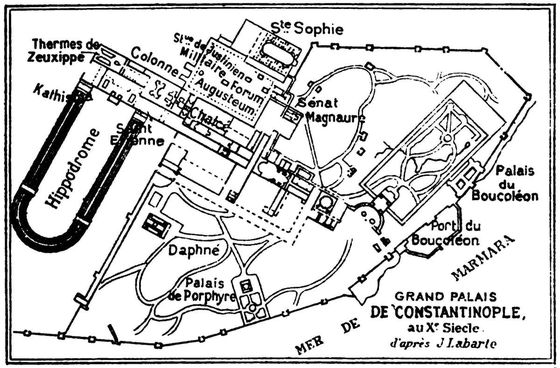 Ste Sophie
Thermes de
Zeuxippe
Colonne
Stue de Justinien
Militaire
Forum
Augusteum
Kathisma
Chalcé
Sénat
Magnaure
Saint
Etienne
Hippodrome
Palais
du
Boucoléon
Port du
Boucoléon
Daphné
Palais
de Porphyre
MER DE MARMARA
GRAND PALAIS
DE CONSTANTINOPLE,
au Xe Siecle.
d'après J. Labarte